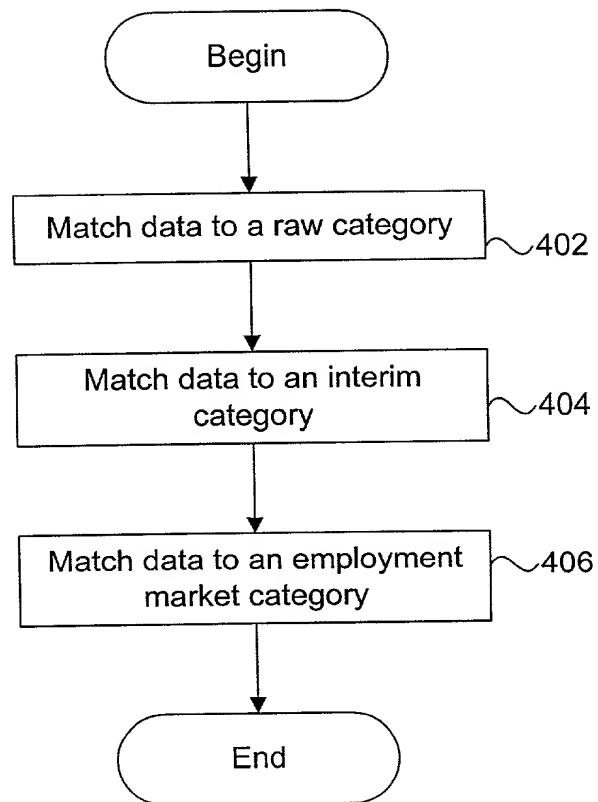 Begin
Match data to a raw category
402
Match data to an interim
category
404
Match data to an employment
market category
406
End